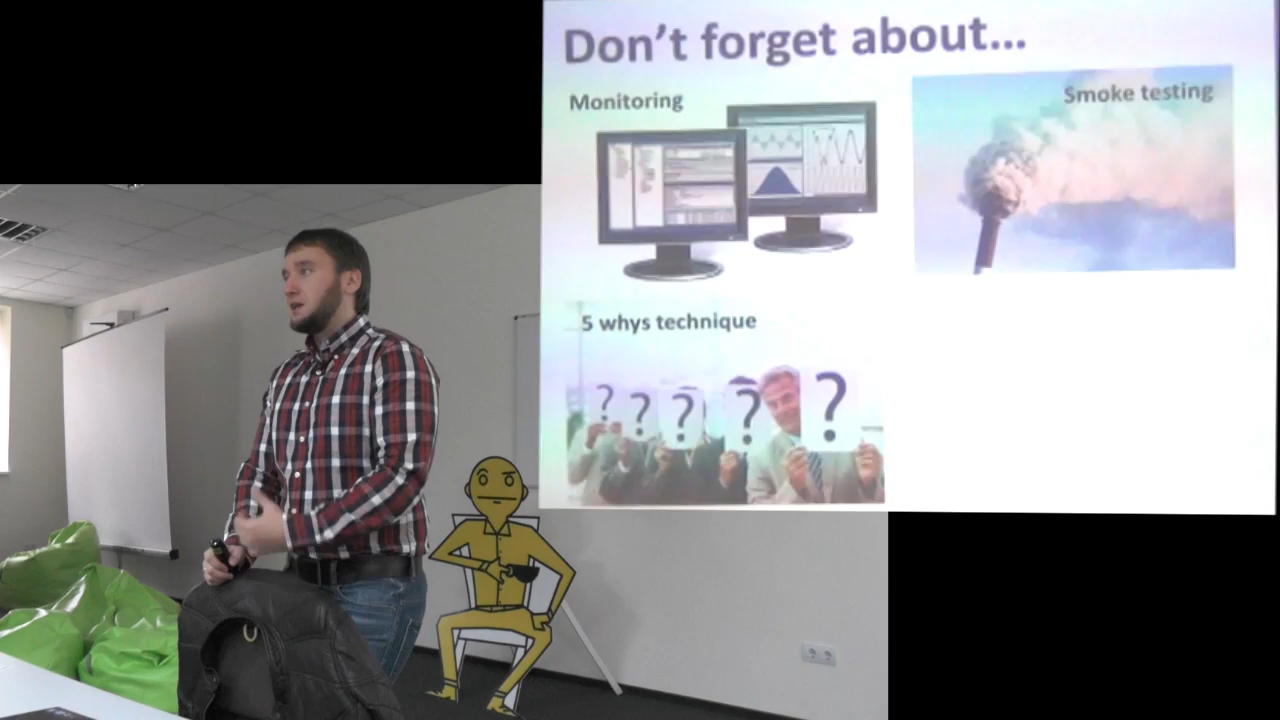 Don't forget about...
Monitoring
Smoke testing
5 whys technique
? ? ? ? ?